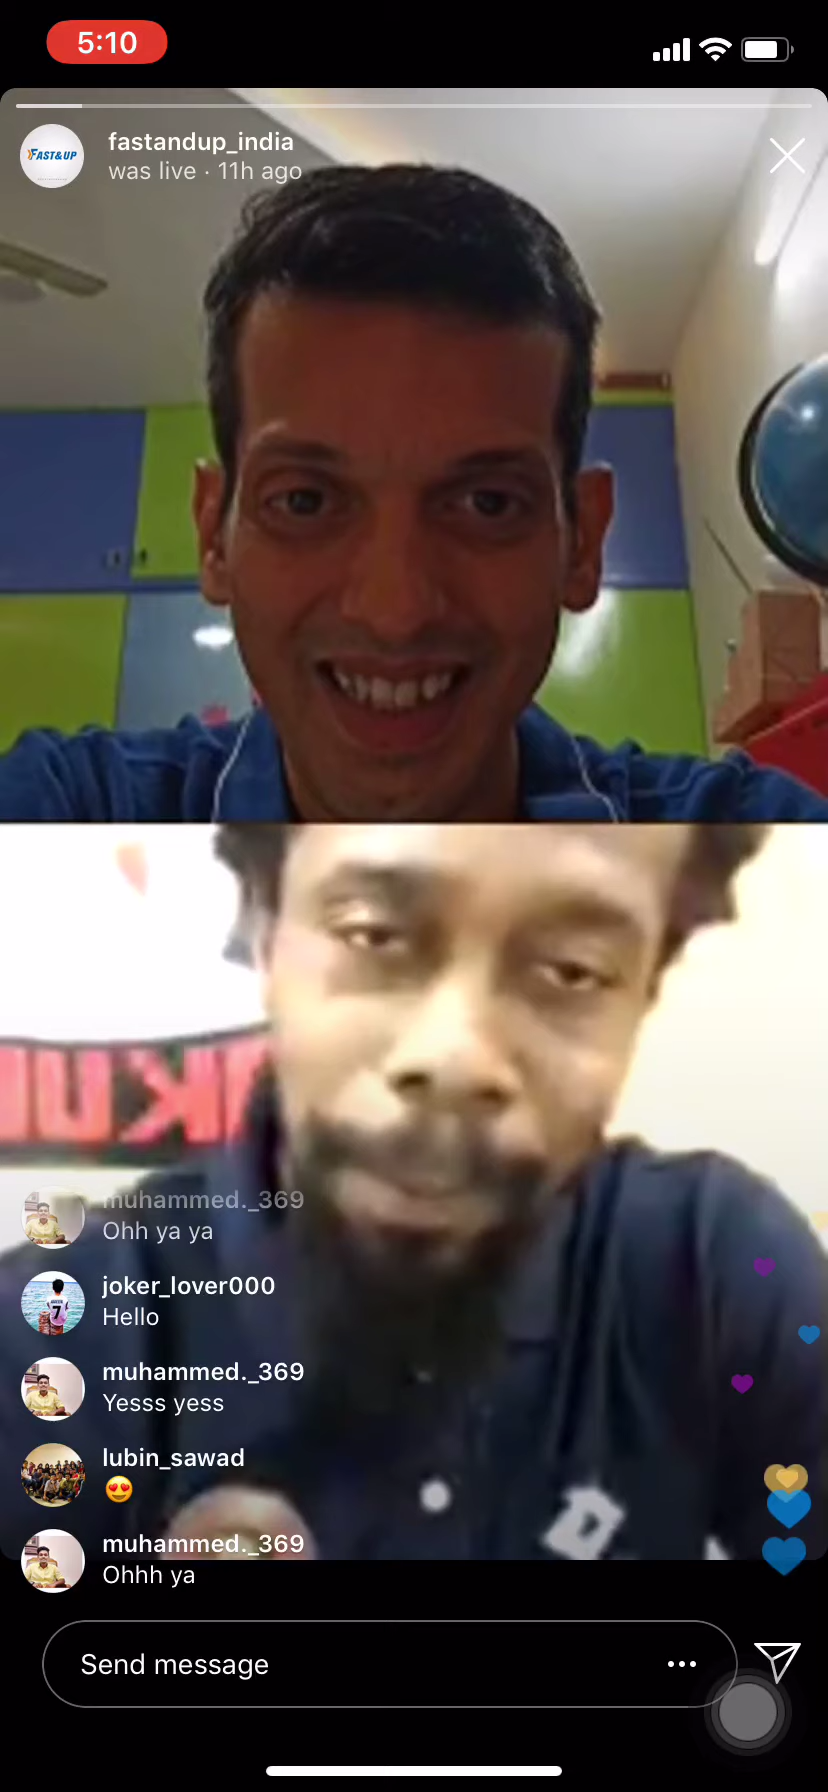 5:10
fastandup_india
was live · 11h ago
FAST&UP
muhammed._369
Ohh ya ya
joker_lover000
Hello
muhammed._369
Yesss yess
lubin_sawad
😍
muhammed._369
Ohhh ya
Send message